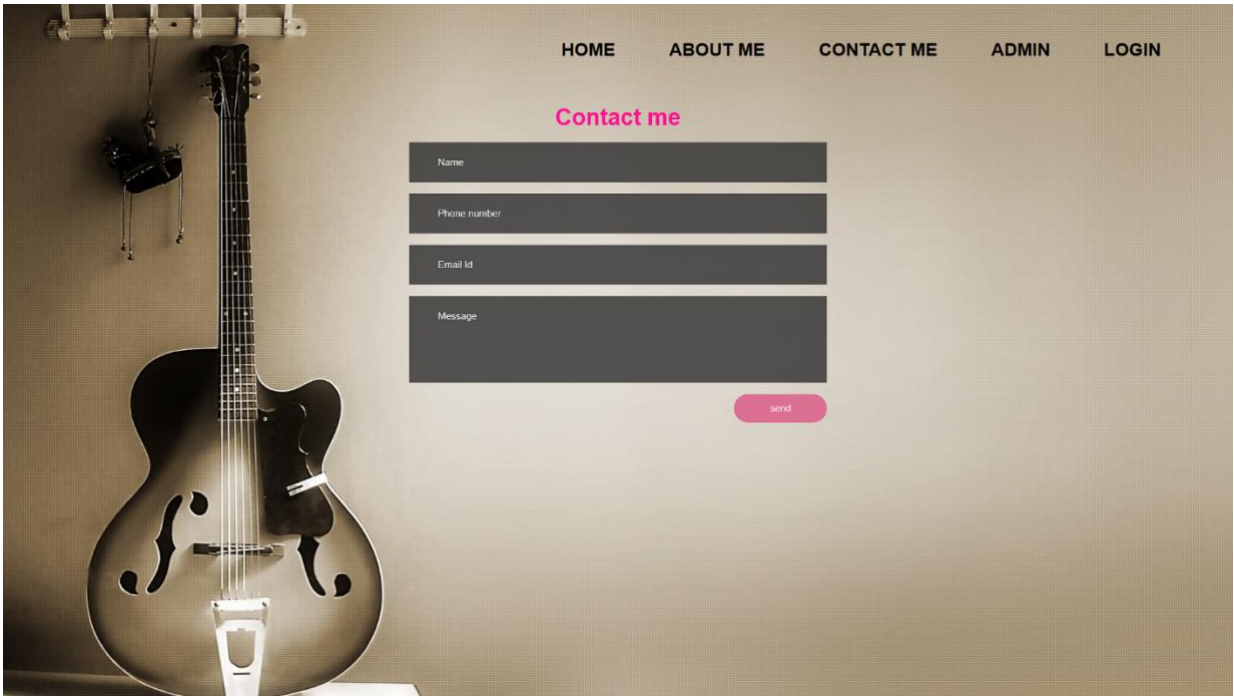 HOME ABOUT ME CONTACT ME ADMIN LOGIN
Contact me
Name
Phone number
Email Id
Message
send